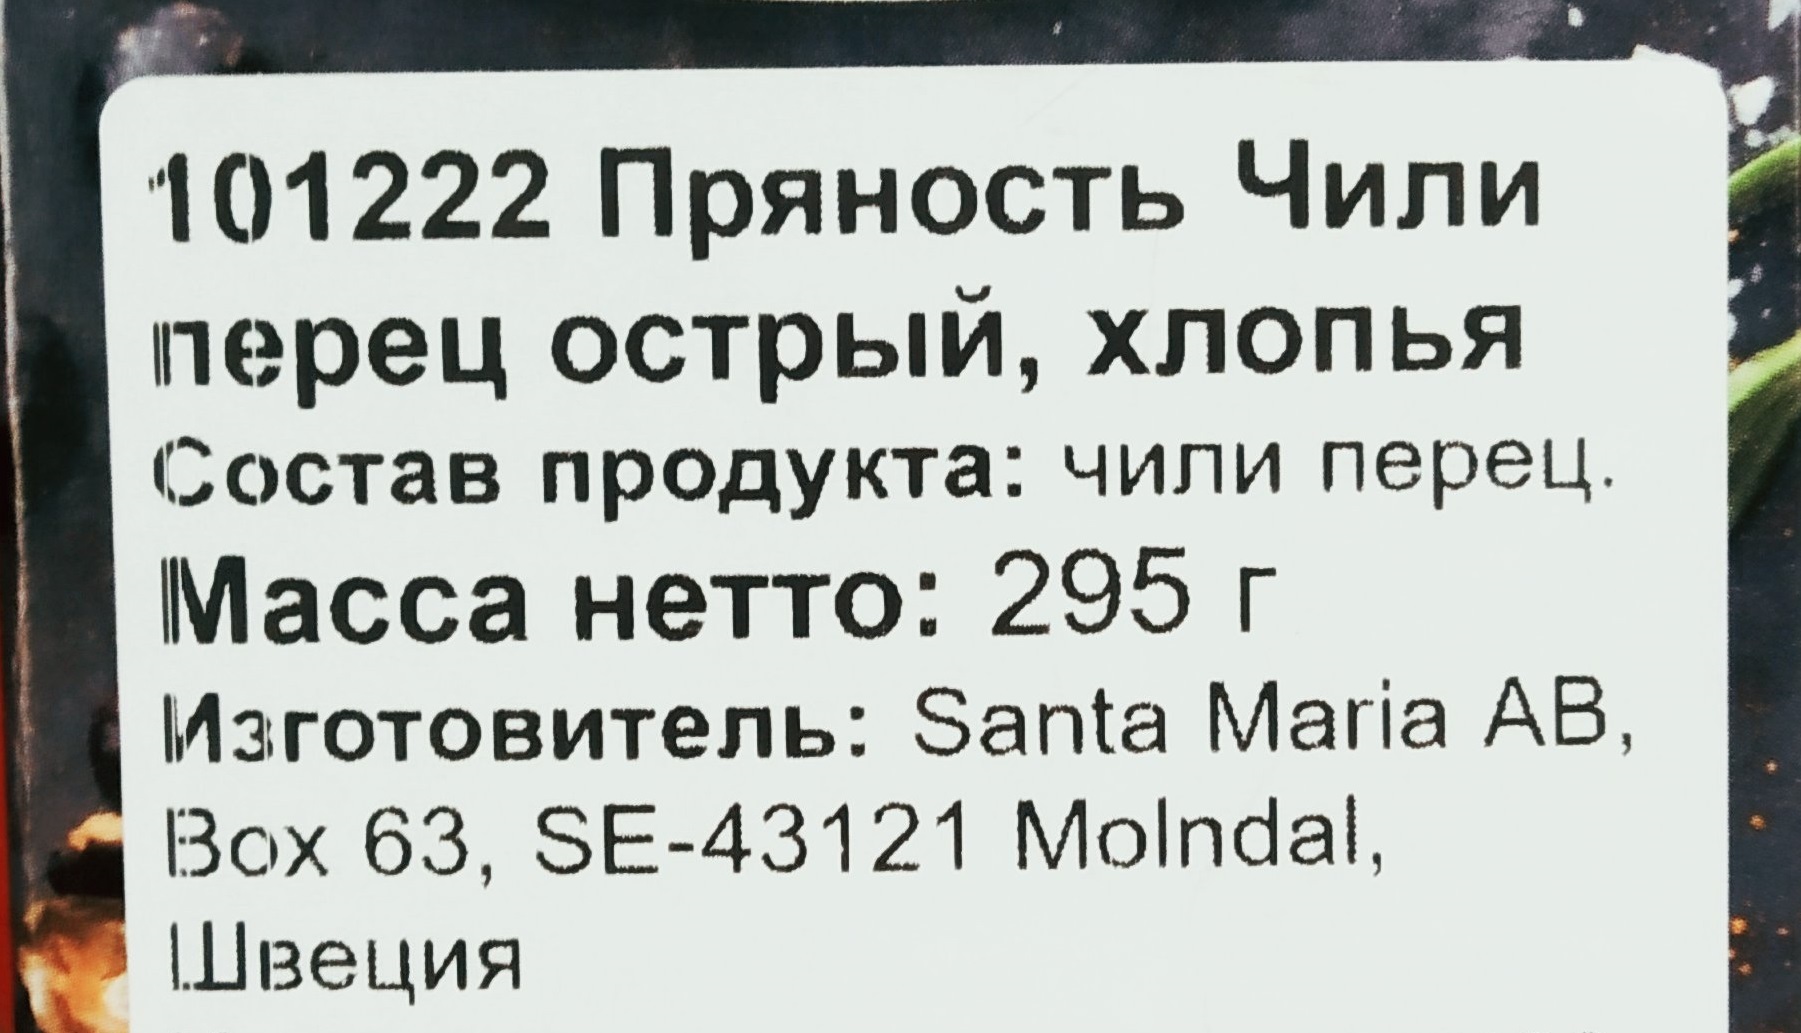 101222 Пряность Чили
перец острый, хлопья
Состав продукта: чили перец.
Масса нетто: 295 г
Изготовитель: Santa Maria AB,
Box 63, SE-43121 Molndal,
Швеция